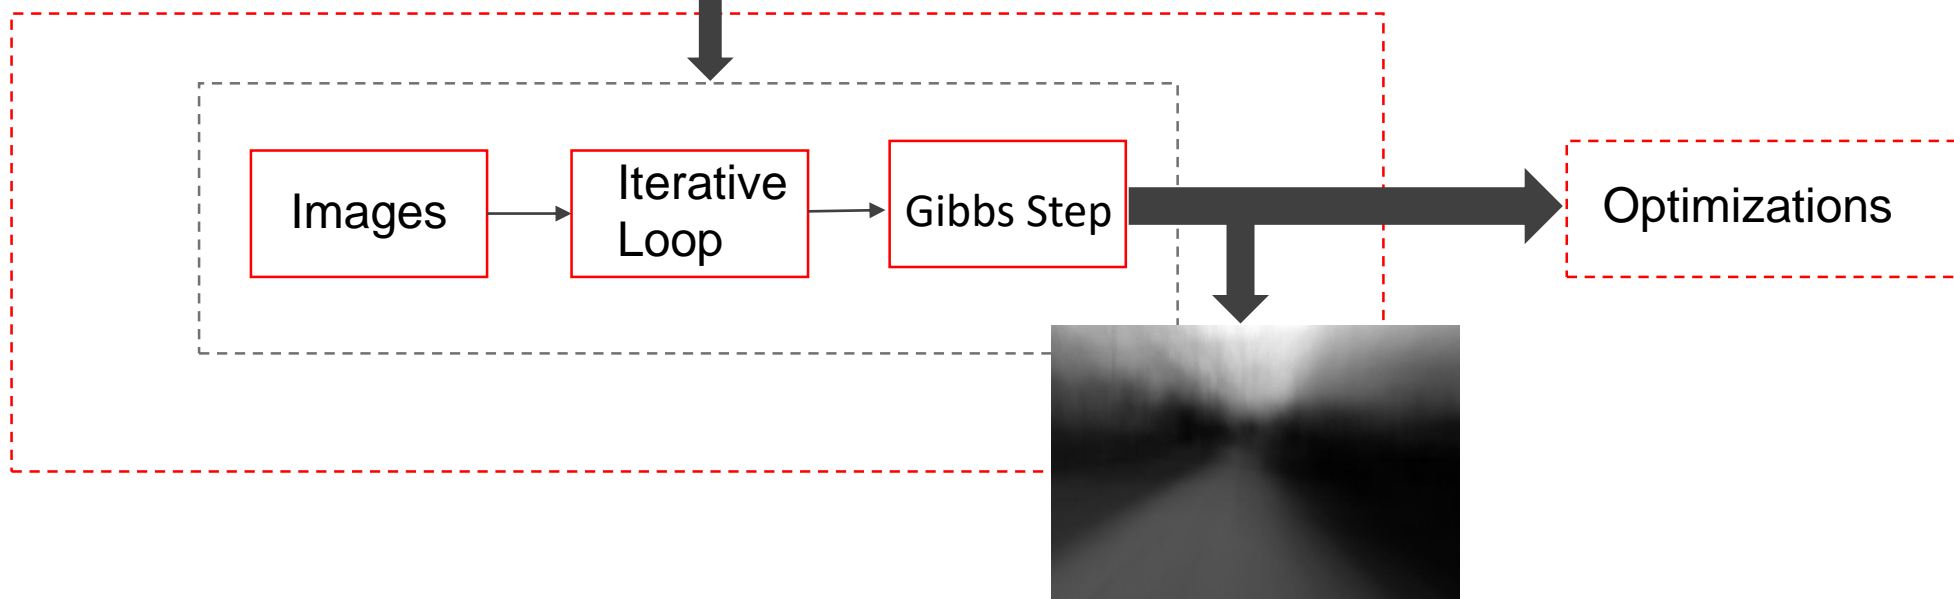 Images
Iterative
Loop
Gibbs Step
Optimizations